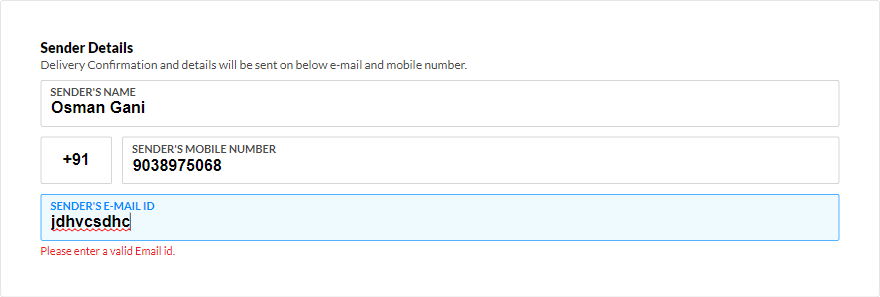 Sender Details
Delivery Confirmation and details will be sent on below e-mail and mobile number.
SENDER'S NAME
Osman Gani
+91
SENDER'S MOBILE NUMBER
9038975068
SENDER'S E-MAIL ID
jdhvcsdhc
Please enter a valid Email id.